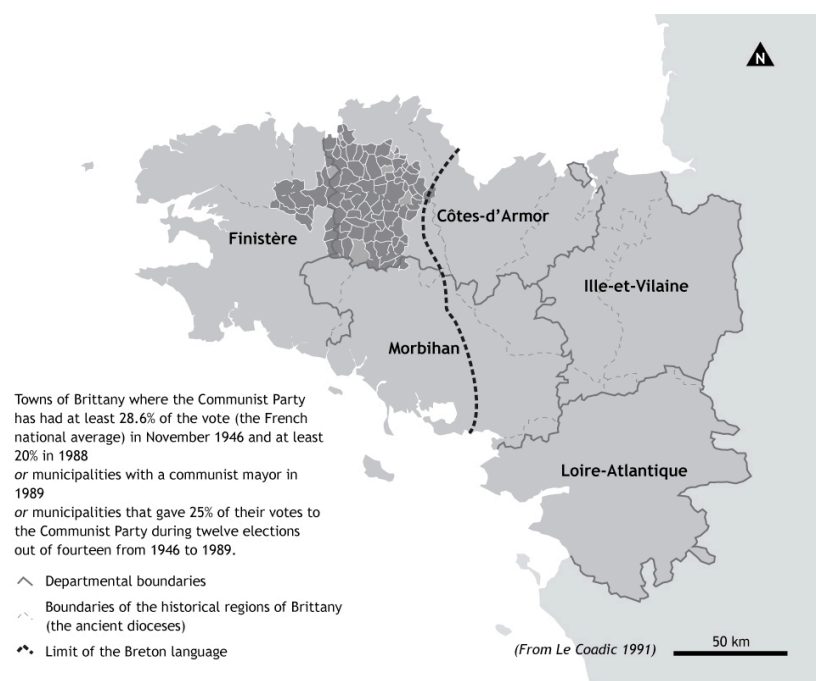 N
Côtes-d’Armor
Finistère
Ille-et-Vilaine
Morbihan
Loire-Atlantique
Towns of Brittany where the Communist Party
has had at least 28.6% of the vote (the French
national average) in November 1946 and at least
20% in 1988
or municipalities with a communist mayor in
1989
or municipalities that gave 25% of their votes to
the Communist Party during twelve elections
out of fourteen from 1946 to 1989.
Departmental boundaries
Boundaries of the historical regions of Brittany
(the ancient dioceses)
Limit of the Breton language
(From Le Coadic 1991)
50 km